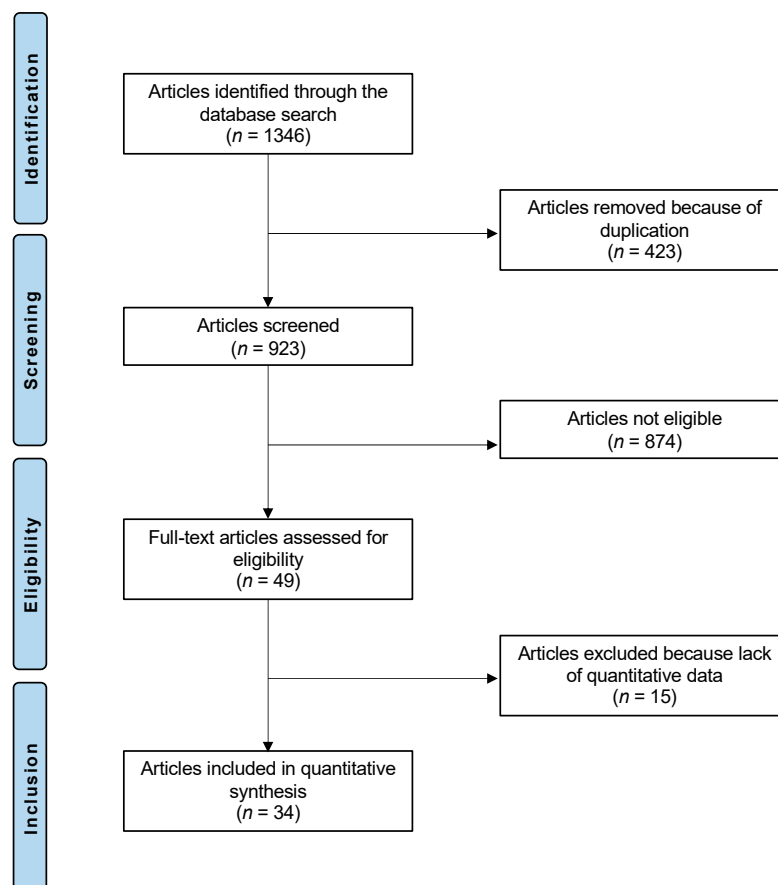 Identification
Articles identified through the
database search
(n = 1346)
Articles removed because of
duplication
(n = 423)
Screening
Articles screened
(n = 923)
Articles not eligible
(n = 874)
Eligibility
Full-text articles assessed for
eligibility
(n = 49)
Articles excluded because lack
of quantitative data
(n = 15)
Inclusion
Articles included in quantitative
synthesis
(n = 34)